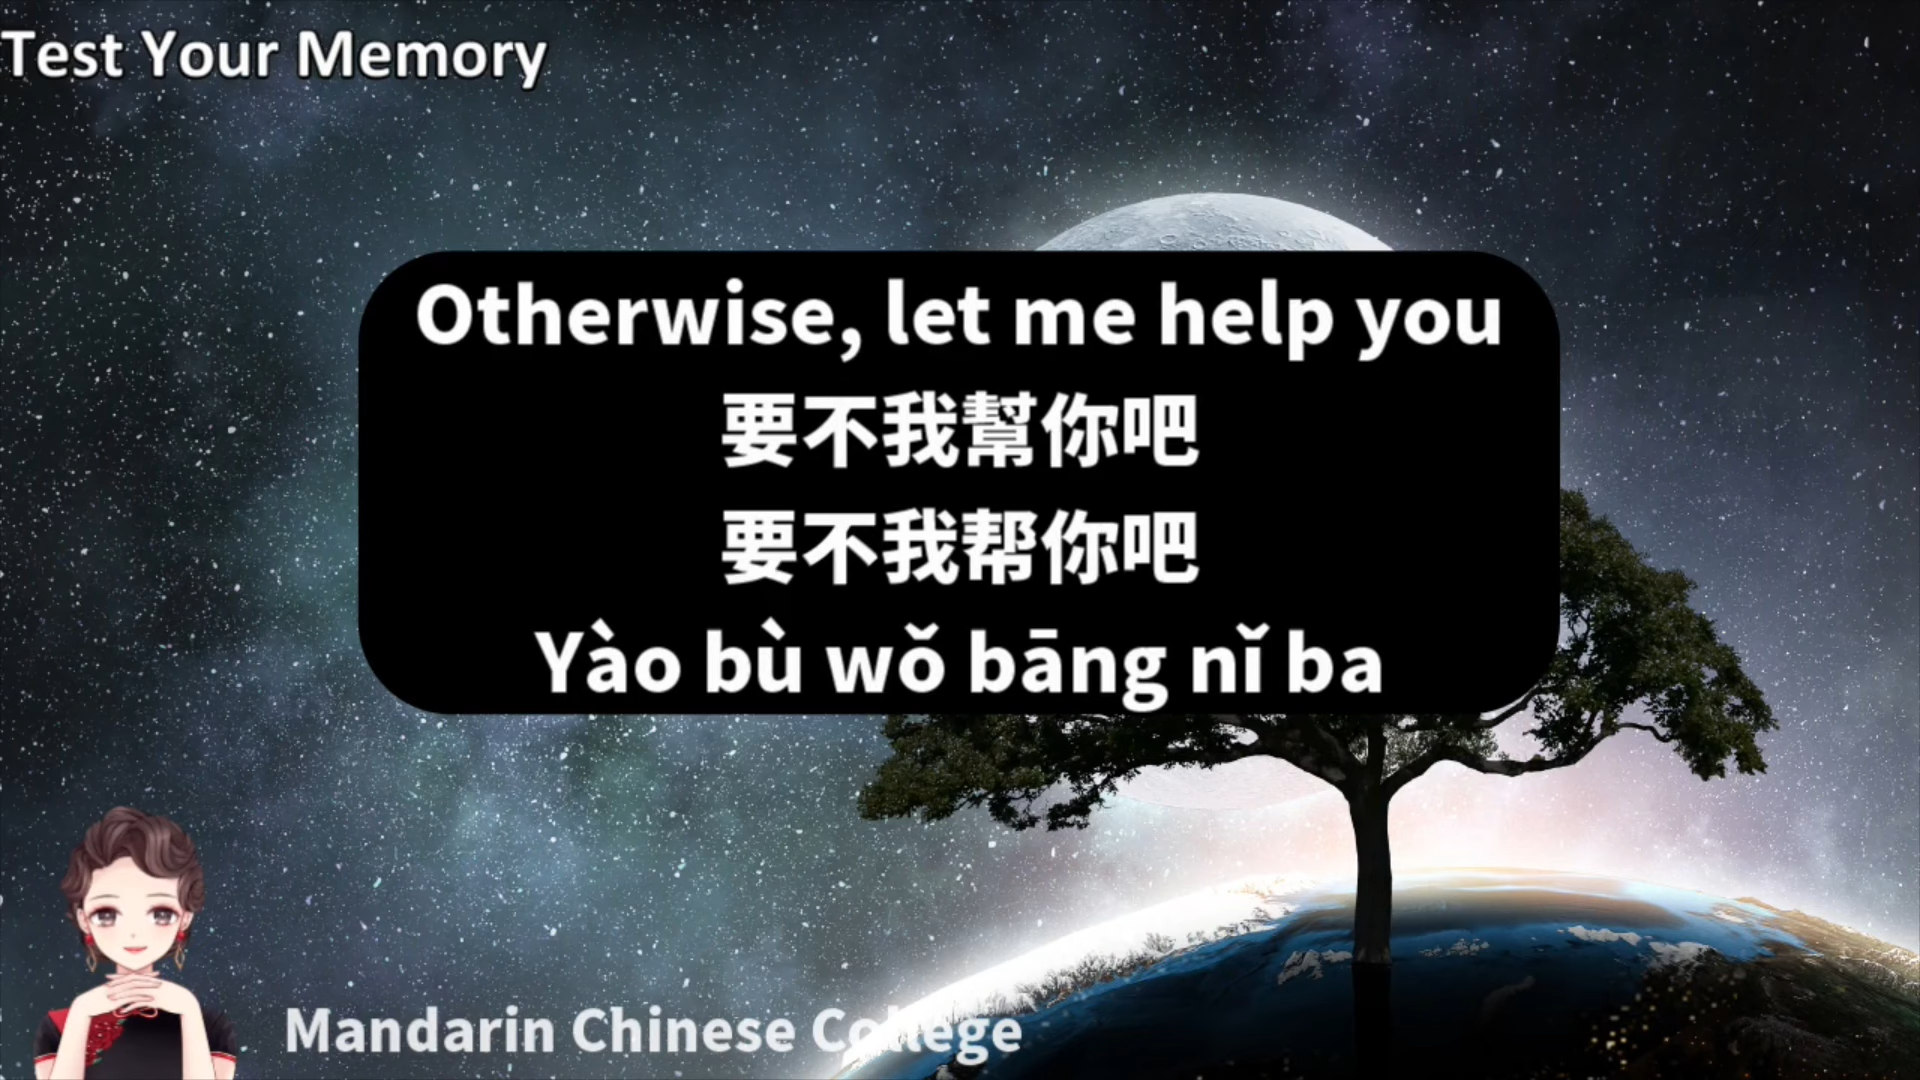 Test Your Memory
Otherwise, let me help you
要不我幫你吧
要不我帮你吧
Yào bù wǒ bāng nǐ ba
Mandarin Chinese College